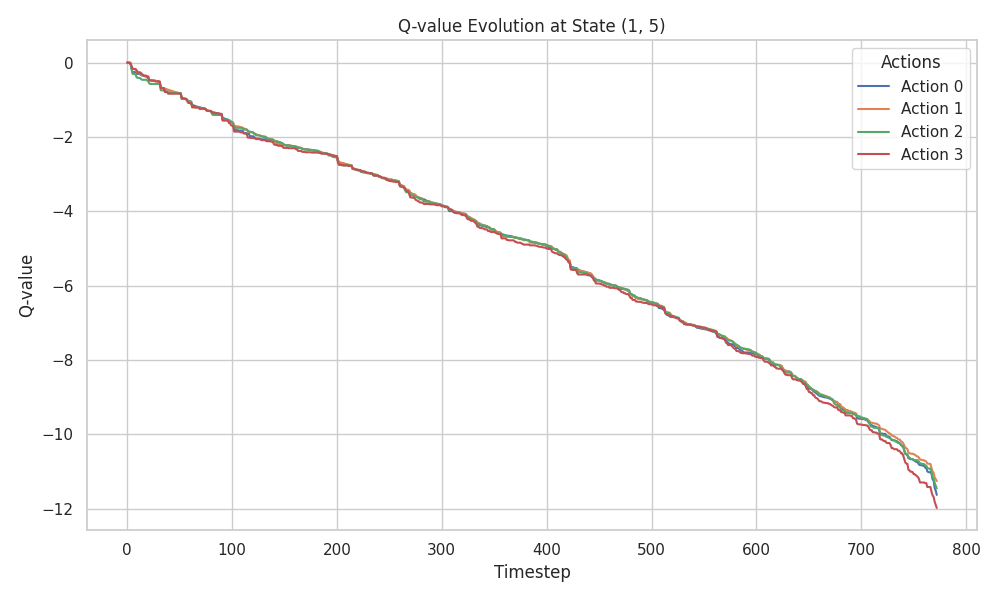 Q-value Evolution at State (1, 5)
Actions
Action 0
Action 1
Action 2
Action 3
Q-value
0
−2
−4
−6
−8
−10
−12
0 100 200 300 400 500 600 700 800
Timestep